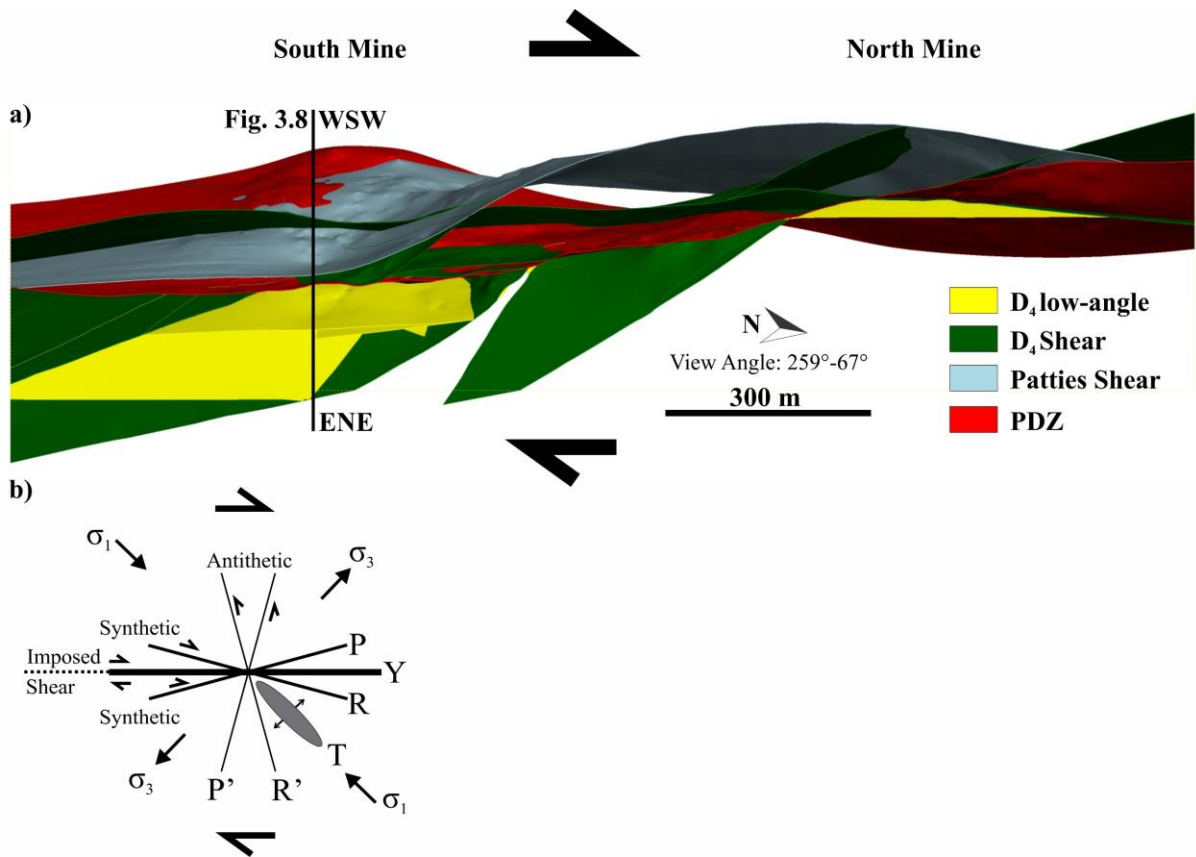 South Mine
North Mine
a)
Fig. 3.8 WSW
N
View Angle: 259°-67°
300 m
D₄ low-angle
D₄ Shear
Patties Shear
PDZ
ENE
b)
σ₁
σ₃
Antithetic
Synthetic
P
Imposed
Y
Shear
R
Synthetic
T
σ₃
P'
R'
σ₁